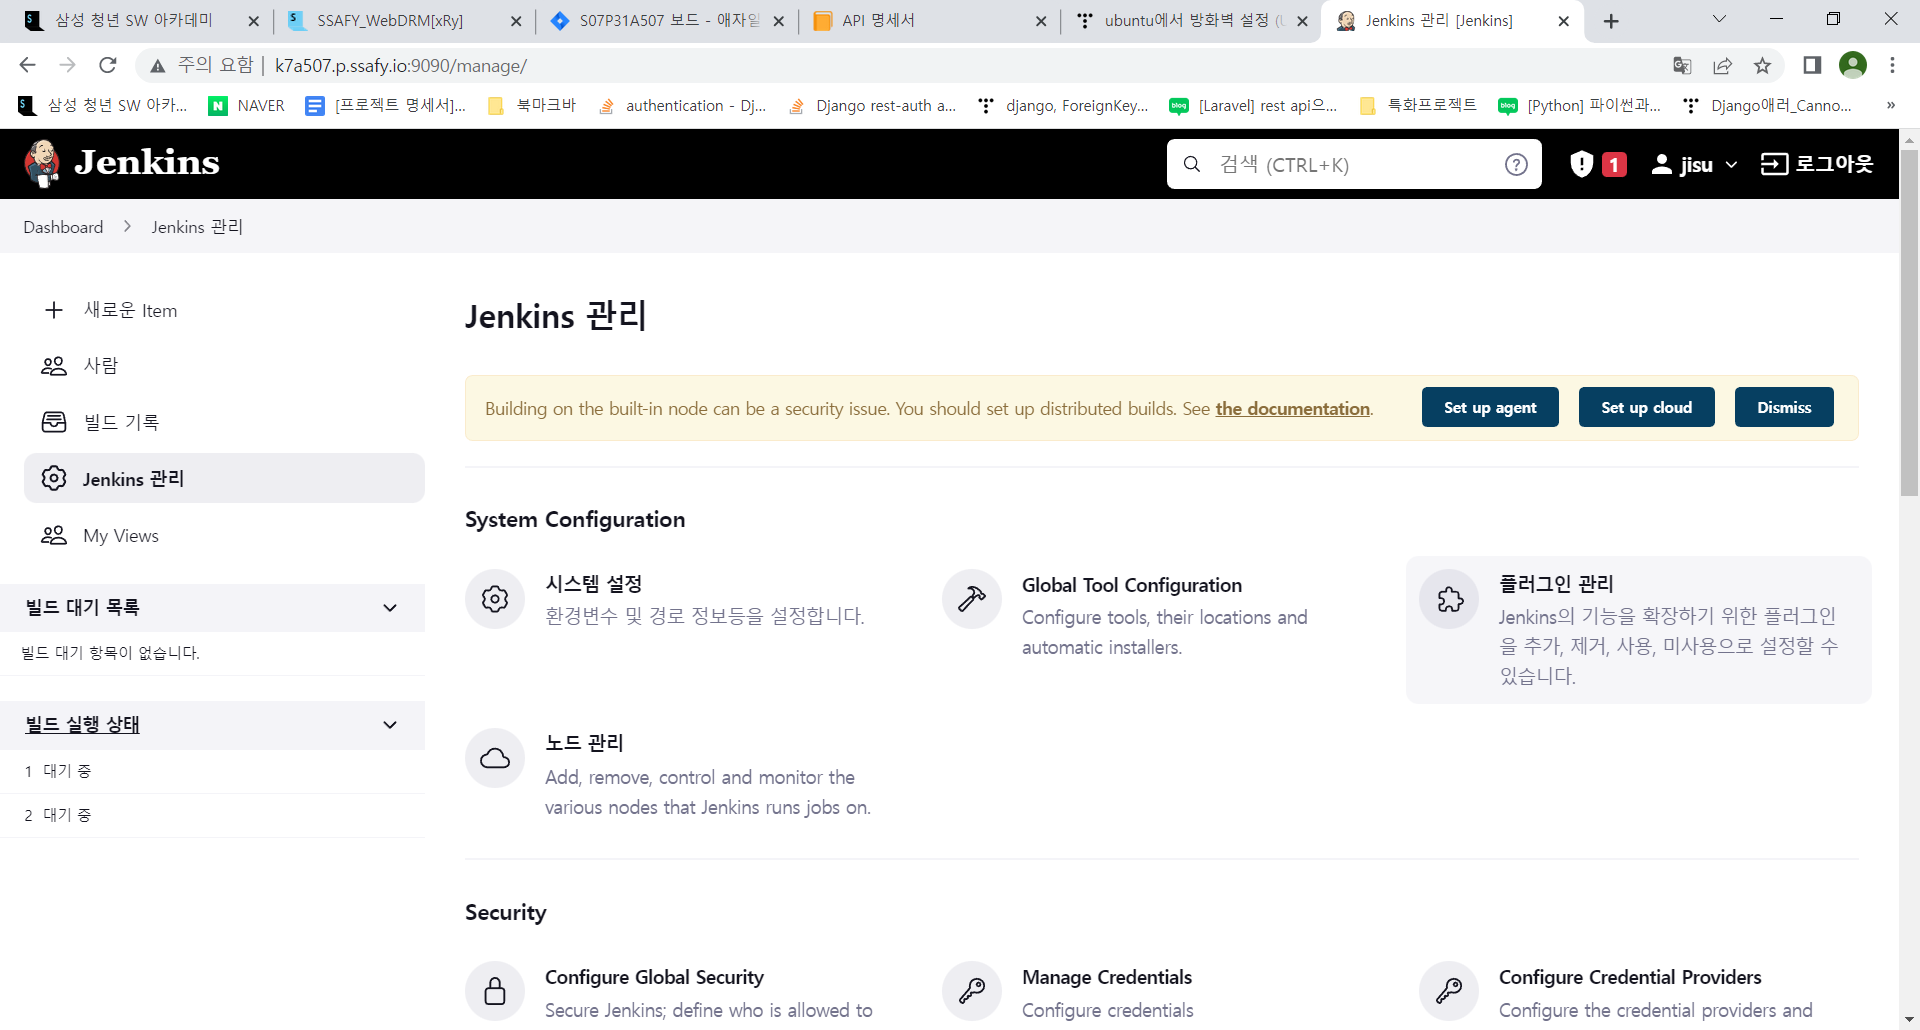 삼성 청년 SW 아카데미
SSAFY_WebDRM[xRy]
S07P31A507 보드 - 애자일
API 명세서
ubuntu에서 방화벽 설정 (U
Jenkins 관리 [Jenkins]
주의 요함 | k7a507.p.ssafy.io:9090/manage/
삼성 청년 SW 아카...
NAVER
[프로젝트 명세서]...
북마크바
authentication - Dj...
Django rest-auth a...
django, ForeignKey...
[Laravel] rest api으...
특화프로젝트
[Python] 파이썬과...
Django애러_Canno...
»
Jenkins
검색 (CTRL+K)
1
jisu
로그아웃
Dashboard
Jenkins 관리
새로운 Item
사람
빌드 기록
Jenkins 관리
My Views
빌드 대기 목록
빌드 대기 항목이 없습니다.
빌드 실행 상태
1 대기 중
2 대기 중
Jenkins 관리
Building on the built-in node can be a security issue. You should set up distributed builds. See the documentation.
Set up agent
Set up cloud
Dismiss
System Configuration
시스템 설정
환경변수 및 경로 정보등을 설정합니다.
Global Tool Configuration
Configure tools, their locations and
automatic installers.
플러그인 관리
Jenkins의 기능을 확장하기 위한 플러그인
을 추가, 제거, 사용, 미사용으로 설정할 수
있습니다.
노드 관리
Add, remove, control and monitor the
various nodes that Jenkins runs jobs on.
Security
Configure Global Security
Secure Jenkins; define who is allowed to
Manage Credentials
Configure credentials
Configure Credential Providers
Configure the credential providers and